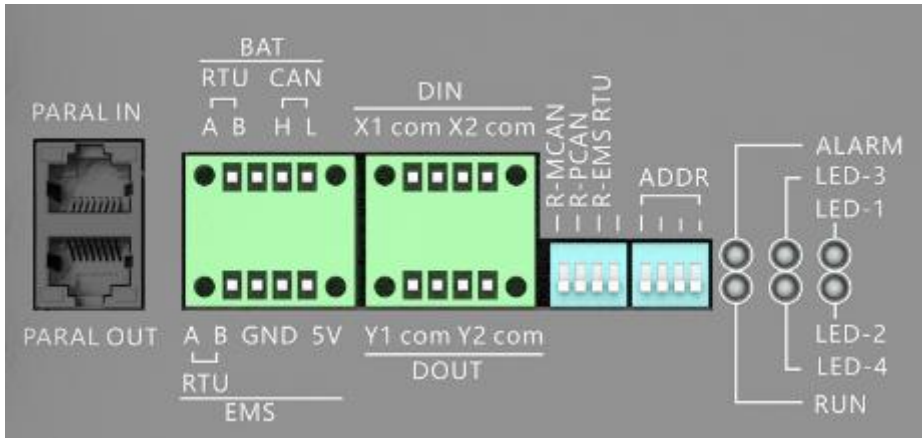 BAT
RTU CAN
A B H L
DIN
X1 com X2 com
PARAL IN
PARAL OUT
A B GND 5V
RTU
EMS
Y1 com Y2 com
DOUT
R-MCAN
R-PCAN
R-EMS RTU
ADDR
ALARM
LED-3
LED-1
LED-2
LED-4
RUN